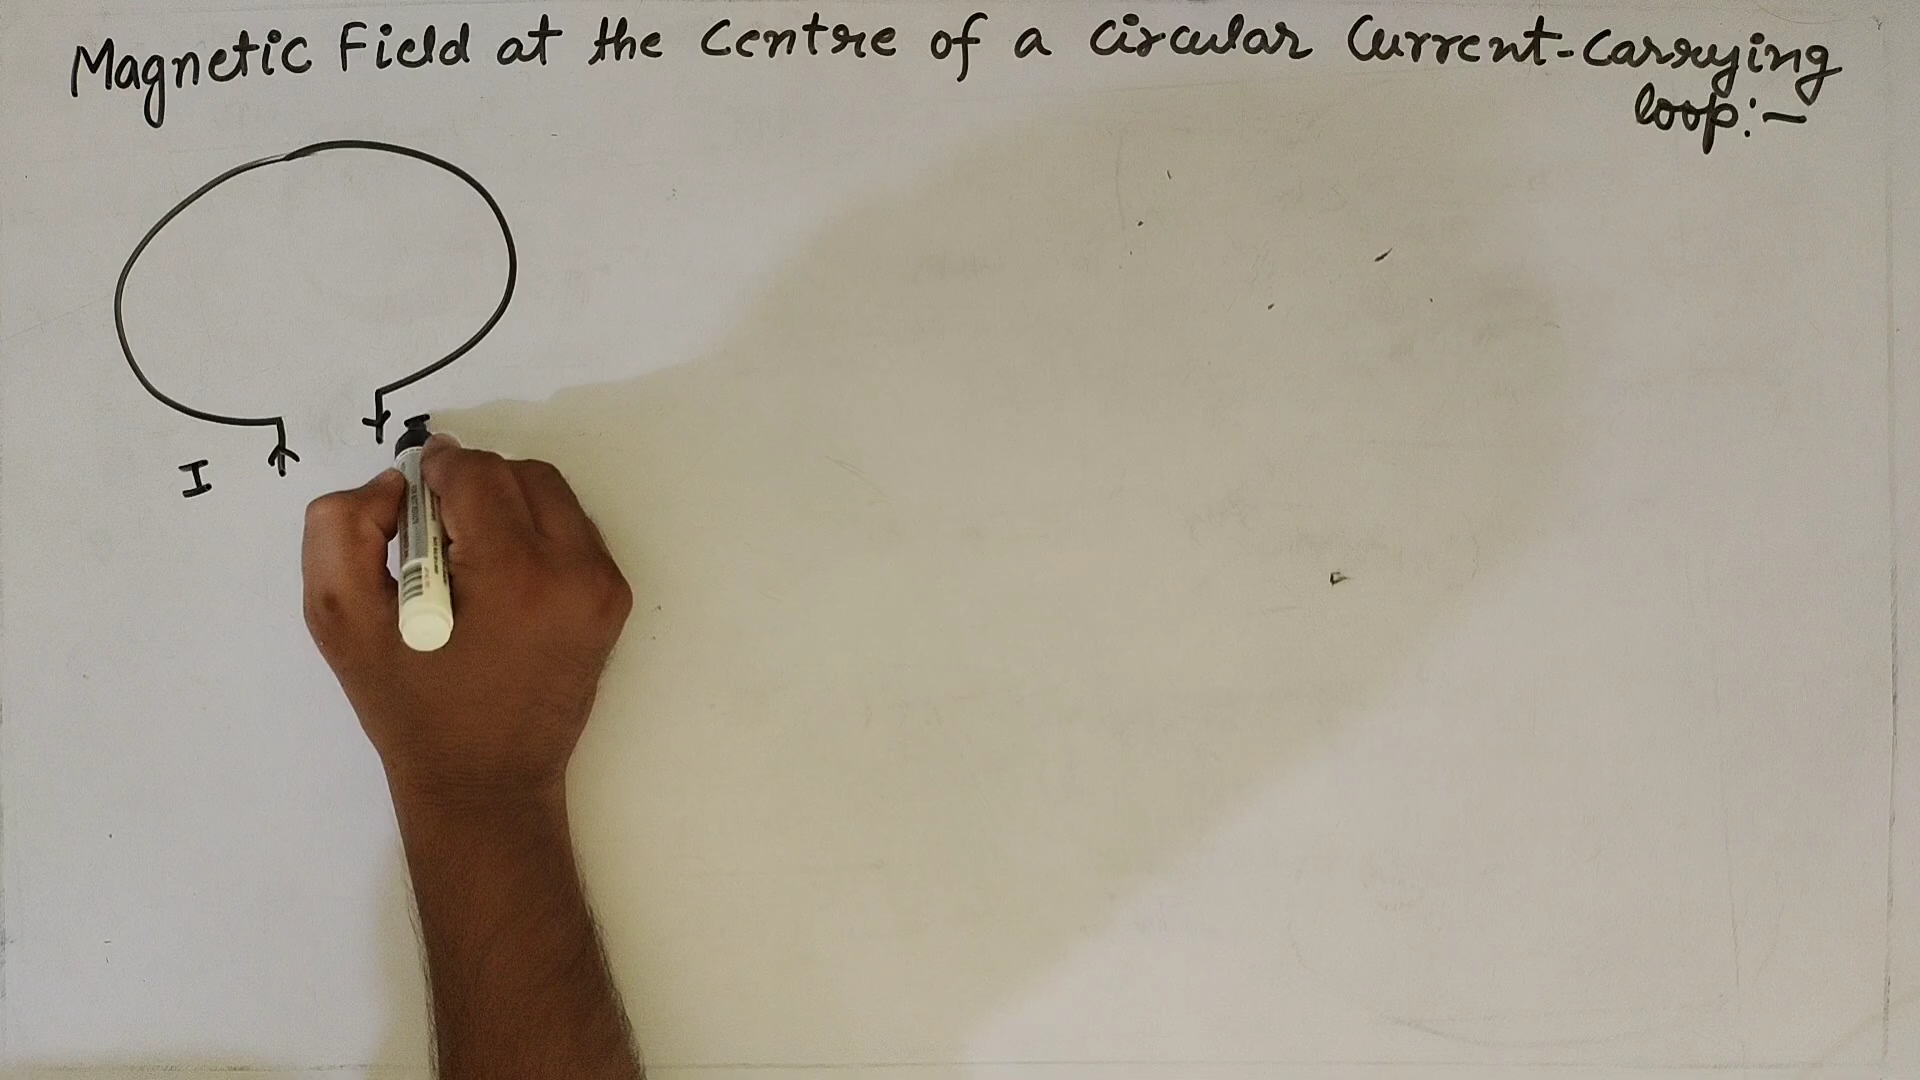 Magnetic Field at the Centre of a Circular Current-Carrying
loop:-
I